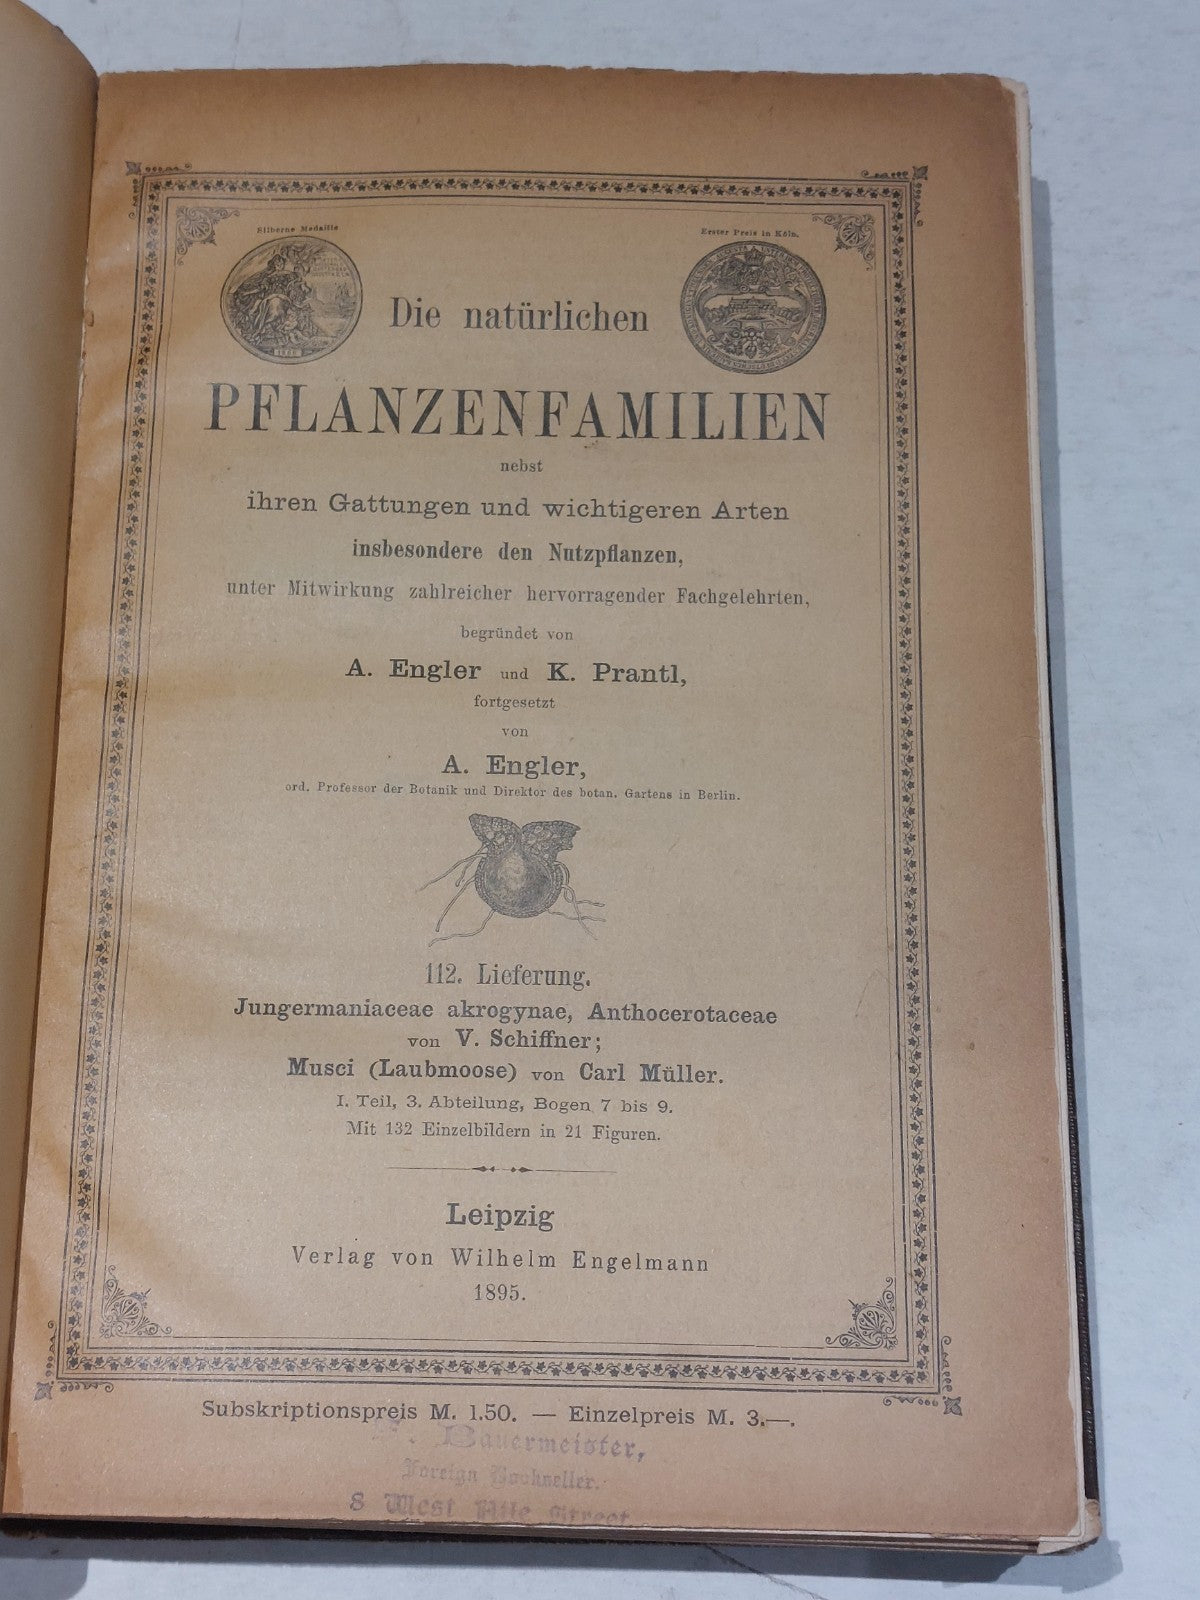 Silberne Medaille
Erster Preis in Köln.
Die natürlichen
PFLANZENFAMILIEN
nebst
ihren Gattungen und wichtigeren Arten
insbesondere den Nutzpflanzen,
unter Mitwirkung zahlreicher hervorragender Fachgelehrten,
begründet von
A. Engler und K. Prantl,
fortgesetzt
von
A. Engler,
ord. Professor der Botanik und Direktor des botan. Gartens in Berlin.
112. Lieferung.
Jungermaniaceae akrogynae, Anthocerotaceae
von V. Schiffner;
Musci (Laubmoose) von Carl Müller.
I. Teil, 3. Abteilung, Bogen 7 bis 9.
Mit 132 Einzelbildern in 21 Figuren.
Leipzig
Verlag von Wilhelm Engelmann
1895.
Subskriptionspreis M. 1.50. — Einzelpreis M. 3.—.
Bauermeister,
Foreign Bookseller.
8 West Nile Street